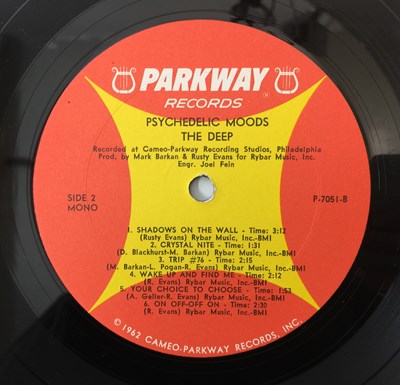 PARKWAY
RECORDS
PSYCHEDELIC MOODS
THE DEEP
Recorded at Cameo-Parkway Recording Studios, Philadelphia
Prod. by Mark Barkan & Rusty Evans for Rybar Music, Inc.
Engr. Joel Fein
SIDE 2
MONO
P-7051-B
1. SHADOWS ON THE WALL - Time: 3:12
(Rusty Evans) Rybar Music, Inc.-BMI
2. CRYSTAL NITE - Time: 1:31
(D. Blackhurst-M. Barkan) Rybar Music, Inc.-BMI
3. TRIP #76 - Time: 2:15
(M. Barkan-L. Pogan-R. Evans) Rybar Music, Inc.-BMI
4. WAKE UP AND FIND ME - Time: 2:12
(R. Evans) Rybar Music, Inc.-BMI
5. YOUR CHOICE TO CHOOSE - Time: 1:53
(A. Geller-R. Evans) Rybar Music, Inc.-BMI
6. ON OFF-OFF ON - Time: 2:30
(R. Evans) Rybar Music, Inc.-BMI
© 1962 CAMEO-PARKWAY RECORDS, INC.